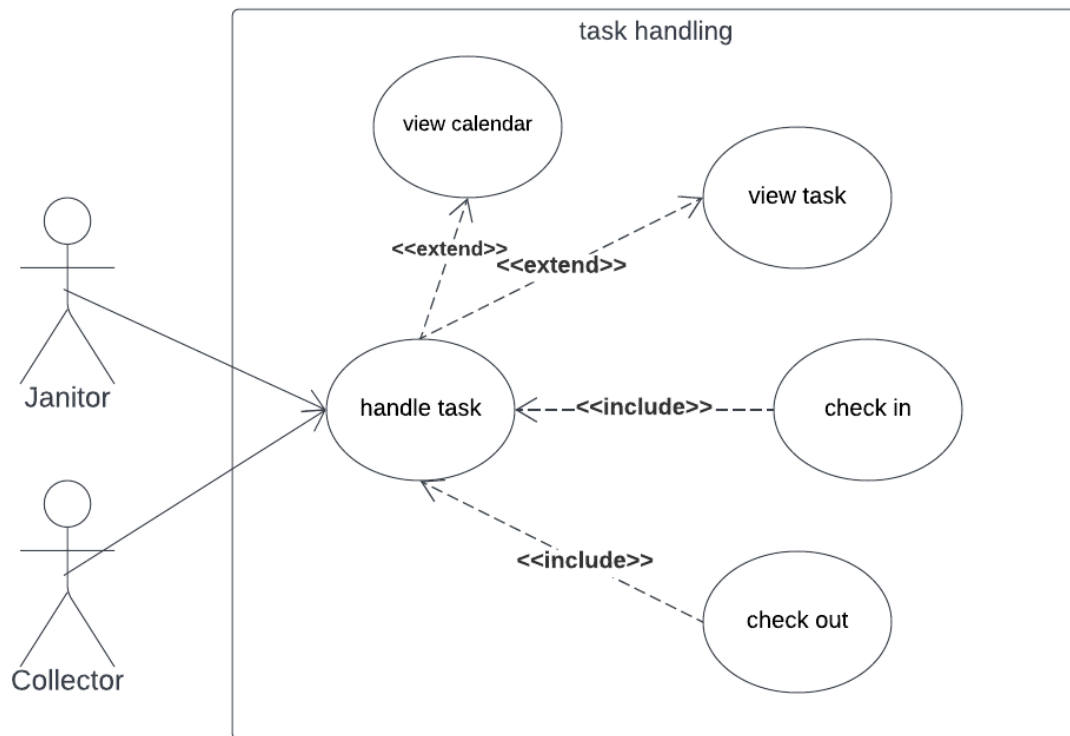 task handling
view calendar
view task
<<extend>>
<<extend>>
Janitor
handle task
<<include>>
check in
<<include>>
check out
Collector